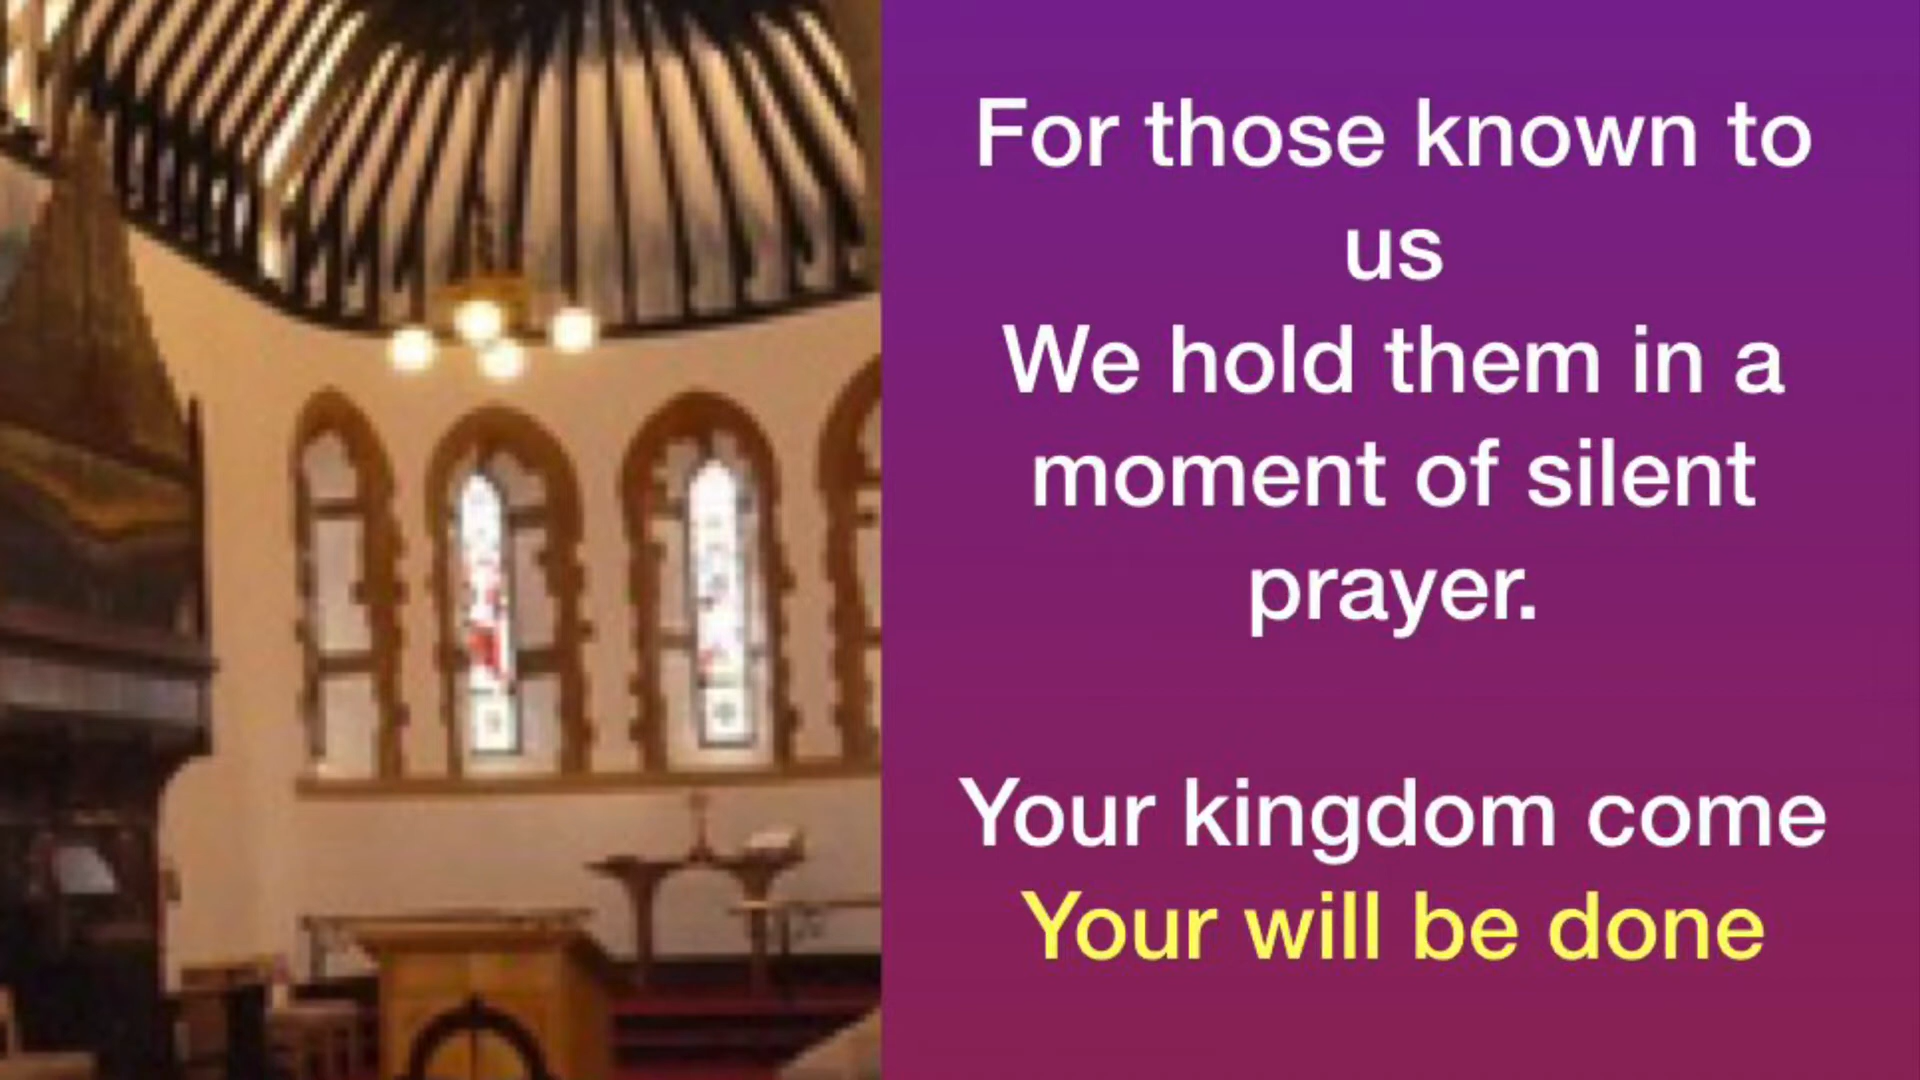 For those known to
us
We hold them in a
moment of silent
prayer.
Your kingdom come
Your will be done